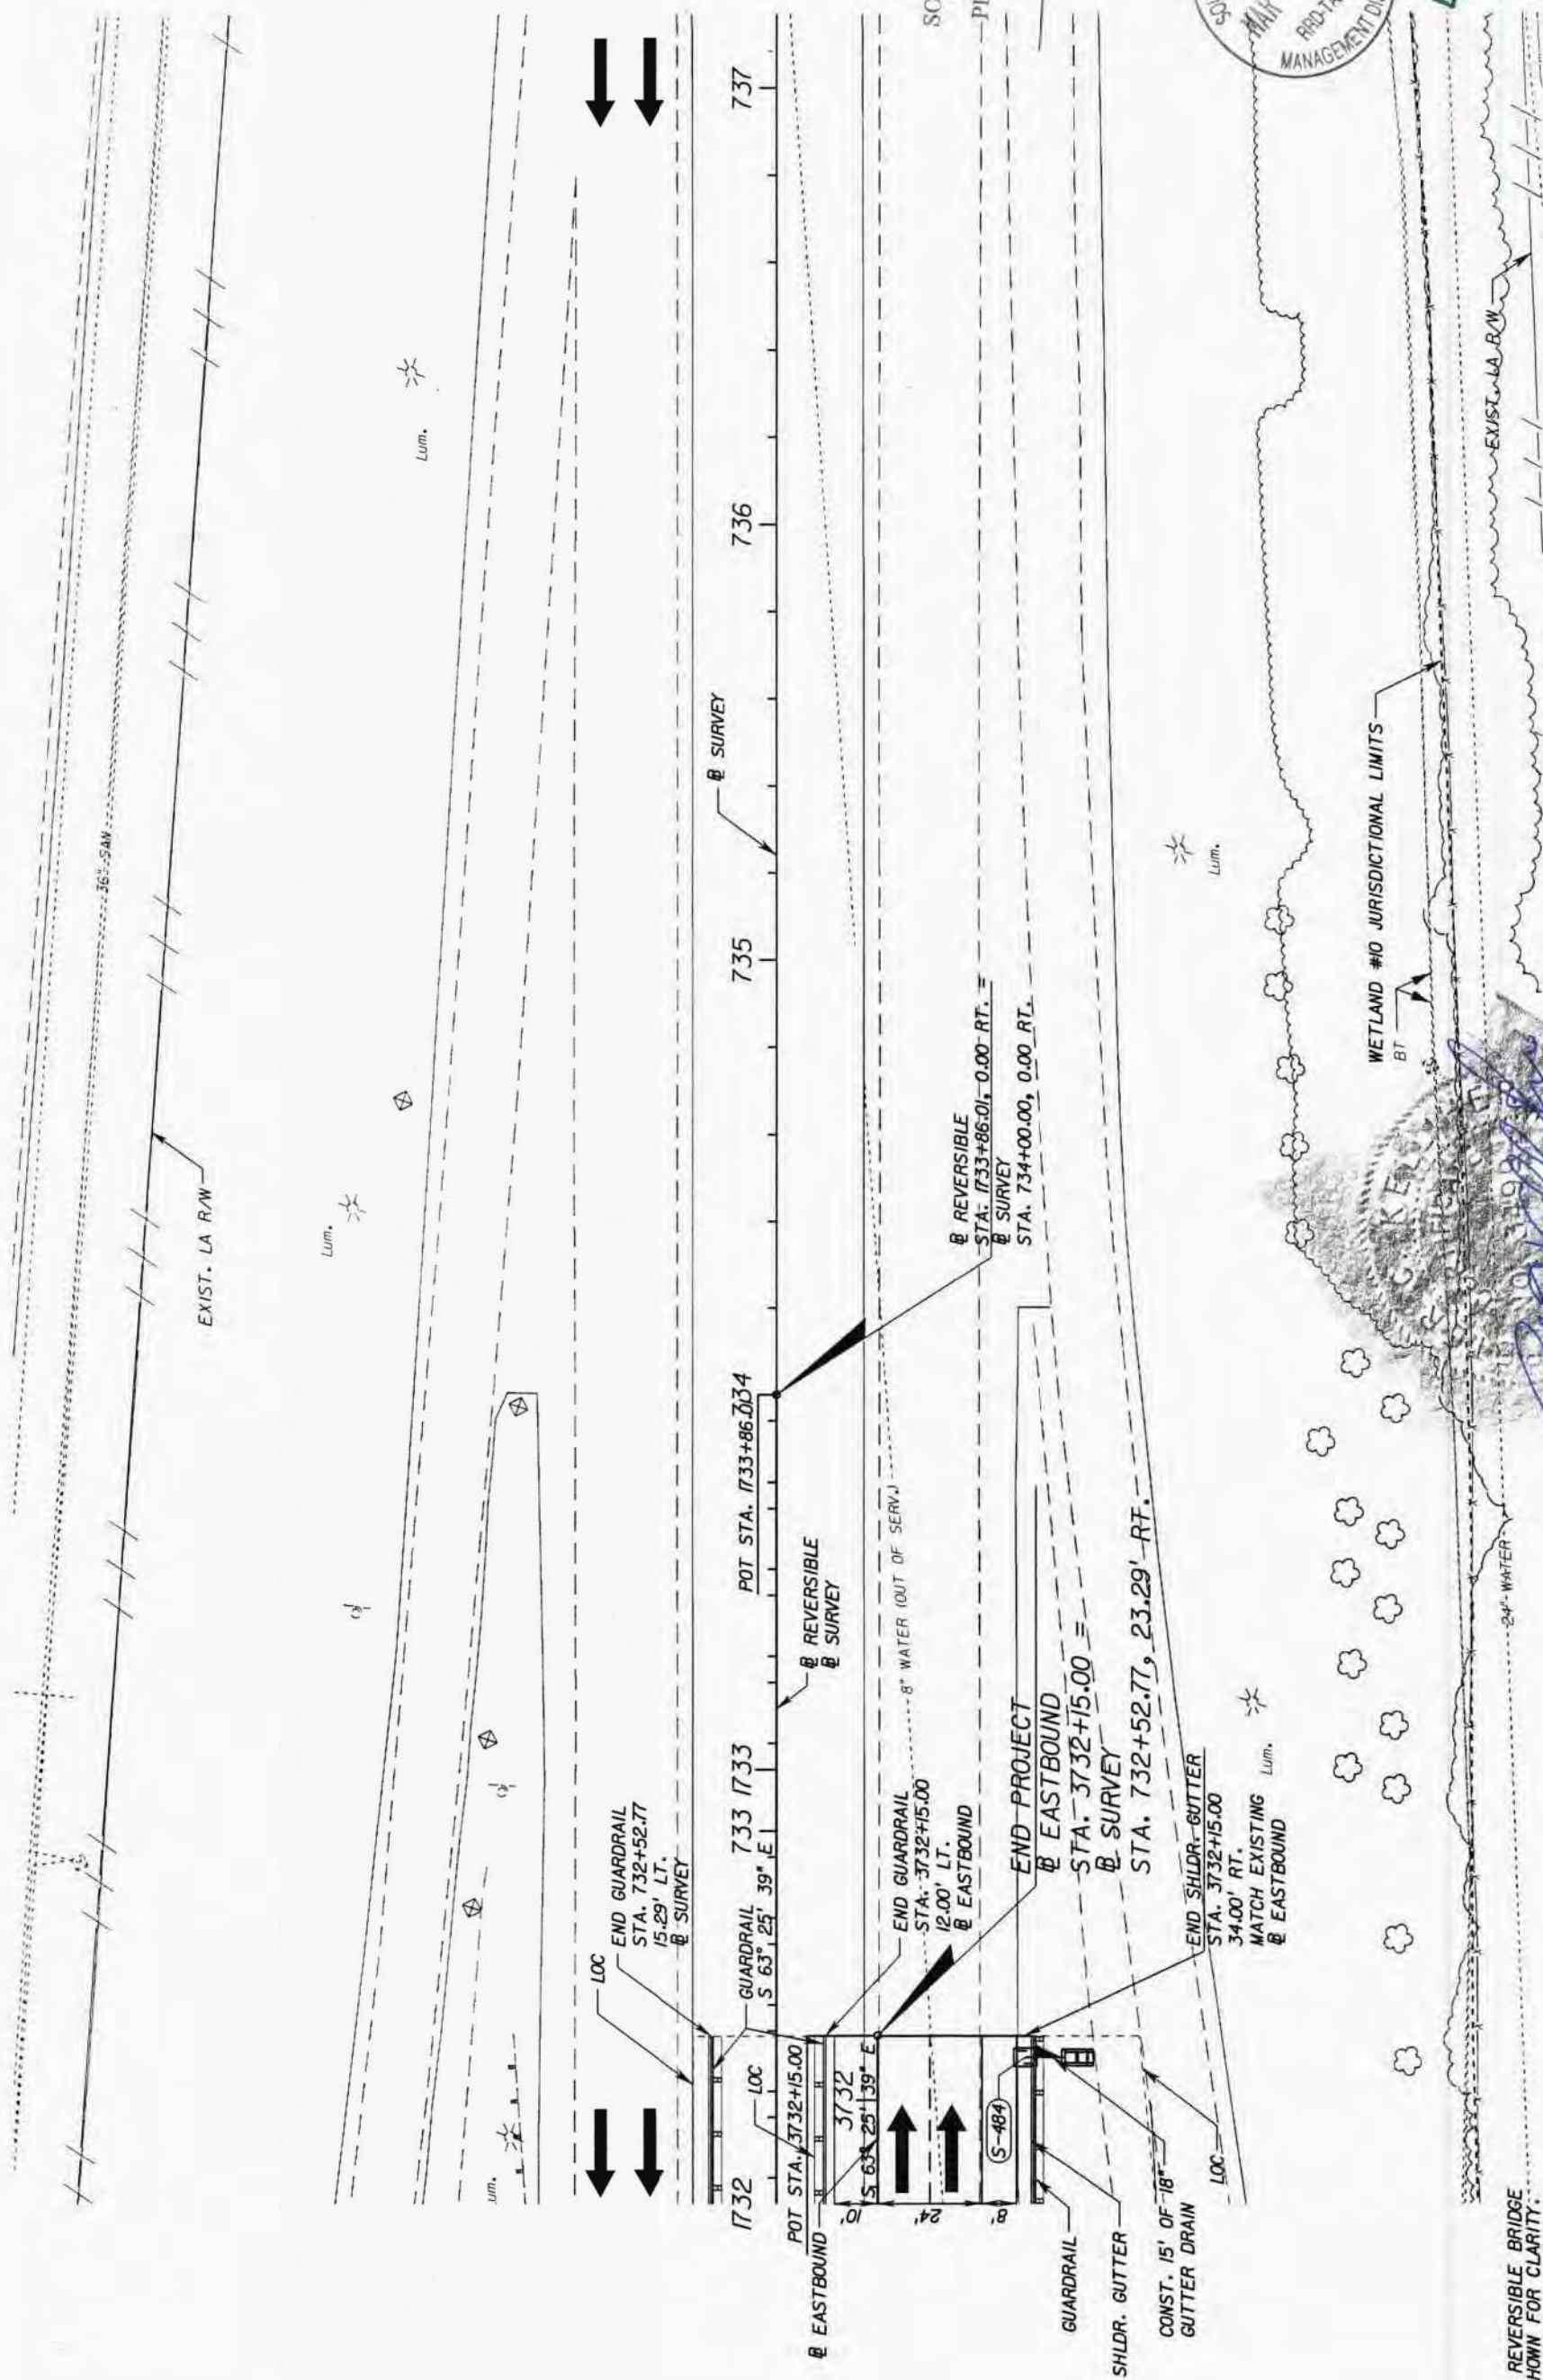 36" SAN
EXIST. LA R/W
Lum.
Lum.
um.
LOC
END GUARDRAIL
STA. 732+52.77
15.29' LT.
℄ SURVEY
GUARDRAIL
S 63° 25' 39" E
1732
733
1733
POT STA. 1733+86.01
734
735
736
737
℄ SURVEY
℄ REVERSIBLE
℄ SURVEY
LOC
POT STA. 3732+15.00
3732
S 63° 25' 39" E
℄ EASTBOUND
10'
24'
8'
S-484
8" WATER (OUT OF SERV.)
END GUARDRAIL
STA. 3732+15.00
12.00' LT.
℄ EASTBOUND
℄ REVERSIBLE
STA. 1733+86.01, 0.00 RT. =
℄ SURVEY
STA. 734+00.00, 0.00 RT.
END PROJECT
℄ EASTBOUND
STA. 3732+15.00 =
℄ SURVEY
STA. 732+52.77, 23.29' RT.
END SHLDR. GUTTER
STA. 3732+15.00
34.00' RT.
MATCH EXISTING
℄ EASTBOUND
GUARDRAIL
SHLDR. GUTTER
CONST. 15' OF 18"
GUTTER DRAIN
LOC
Lum.
Lum.
WETLAND #10 JURISDICTIONAL LIMITS
BT
EXIST. LA R/W
24" WATER
REVERSIBLE BRIDGE
HOWN FOR CLARITY.
MANAGEMENT DI